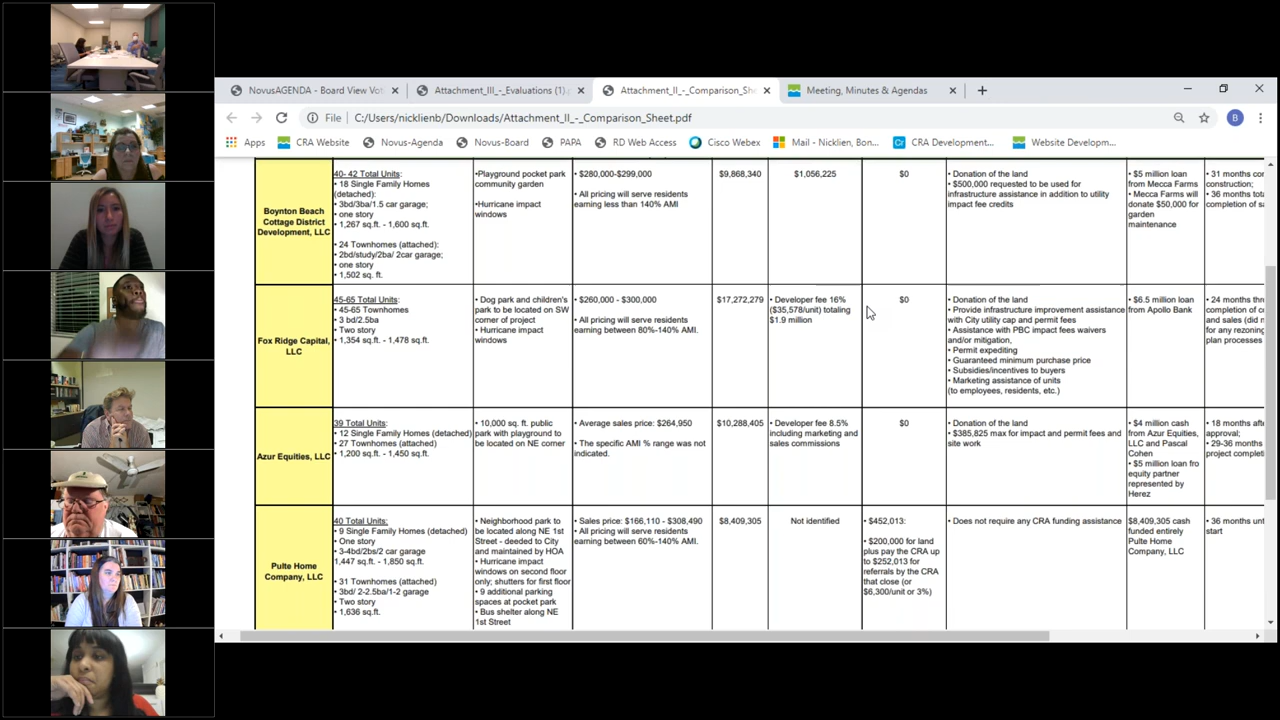 NovusAGENDA - Board View Vot
Attachment_III_-_Evaluations (1).
Attachment_II_-_Comparison_Sh
Meeting, Minutes & Agendas
File
C:/Users/nicklienb/Downloads/Attachment_II_-_Comparison_Sheet.pdf
B
Apps
CRA Website
Novus-Agenda
Novus-Board
PAPA
RD Web Access
Cisco Webex
Mail - Nicklien, Bon...
CRA Development...
Website Developm...
Boynton Beach
Cottage District
Development, LLC
40- 42 Total Units:
• 18 Single Family Homes
(detached):
• 3bd/3ba/1.5 car garage;
• one story
• 1,267 sq.ft. - 1,600 sq.ft.
• 24 Townhomes (attached):
• 2bd/study/2ba/ 2car garage;
• one story
• 1,502 sq. ft.
•Playground pocket park
community garden
•Hurricane impact
windows
• $280,000-$299,000
• All pricing will serve residents
earning less than 140% AMI
$9,868,340
$1,056,225
$0
• Donation of the land
• $500,000 requested to be used for
infrastructure assistance in addition to utility
impact fee credits
• $5 million loan
from Mecca Farms
• Mecca Farms will
donate $50,000 for
garden
maintenance
• 31 months co
construction;
• 36 months tot
completion of sa
Fox Ridge Capital,
LLC
45-65 Total Units:
• 45-65 Townhomes
• 3 bd/2.5ba
• Two story
• 1,354 sq.ft. - 1,478 sq.ft.
• Dog park and children's
park to be located on SW
corner of project
• Hurricane impact
windows
• $260,000 - $300,000
• All pricing will serve residents
earning between 80%-140% AMI.
$17,272,279
• Developer fee 16%
($35,578/unit) totaling
$1.9 million
$0
• Donation of the land
• Provide infrastructure improvement assistance
with City utility cap and permit fees
• Assistance with PBC impact fees waivers
and/or mitigation,
• Permit expediting
• Guaranteed minimum purchase price
• Subsidies/incentives to buyers
• Marketing assistance of units
(to employees, residents, etc.)
• $6.5 million loan
from Apollo Bank
• 24 months thr
completion of c
and sales (did n
for any rezoning
plan processes
Azur Equities, LLC
39 Total Units:
• 12 Single Family Homes (detached)
• 27 Townhomes (attached)
• 1,200 sq.ft. - 1,450 sq.ft.
• 10,000 sq. ft. public
park with playground to
be located on NE corner
• Average sales price: $264,950
• The specific AMI % range was not
indicated.
$10,288,405
• Developer fee 8.5%
including marketing and
sales commissions
$0
• Donation of the land
• $385,825 max for impact and permit fees and
site work
• $4 million cash
from Azur Equities,
LLC and Pascal
Cohen
• $5 million loan fro
equity partner
represented by
Herez
• 18 months afte
approval;
• 29-36 months
project completi
Pulte Home
Company, LLC
40 Total Units:
• 9 Single Family Homes (detached)
• One story
• 3-4bd/2bs/2 car garage
1,447 sq.ft. - 1,850 sq.ft.
• 31 Townhomes (attached)
• 3bd/ 2-2.5ba/1-2 garage
• Two story
• 1,636 sq.ft.
• Neighborhood park to
be located along NE 1st
Street - deeded to City
and maintained by HOA
• Hurricane impact
windows on second floor
only; shutters for first floor
• 9 additional parking
spaces at pocket park
• Bus shelter along NE
1st Street
• Sales price: $166,110 - $308,490
• All pricing will serve residents
earning between 60%-140% AMI.
$8,409,305
Not identified
• $452,013:
• $200,000 for land
plus pay the CRA up
to $252,013 for
referrals by the CRA
that close (or
$6,300/unit or 3%)
• Does not require any CRA funding assistance
$8,409,305 cash
funded entirely
Pulte Home
Company, LLC
• 36 months unt
start